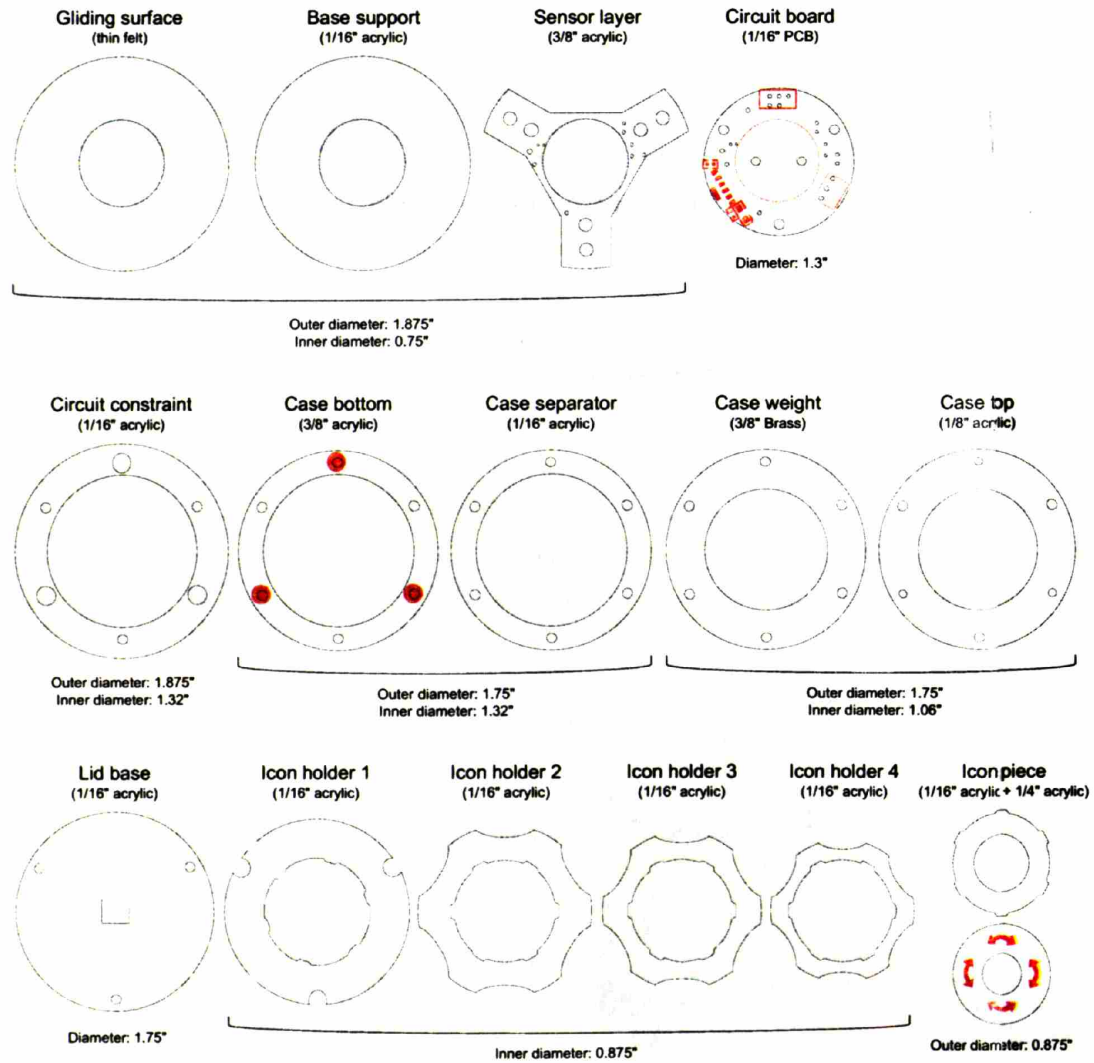 Gliding surface
(thin felt)
Base support
(1/16" acrylic)
Sensor layer
(3/8" acrylic)
Circuit board
(1/16" PCB)
Diameter: 1.3"
Outer diameter: 1.875"
Inner diameter: 0.75"
Circuit constraint
(1/16" acrylic)
Case bottom
(3/8" acrylic)
Case separator
(1/16" acrylic)
Case weight
(3/8" Brass)
Case top
(1/8" acrylic)
Outer diameter: 1.875"
Inner diameter: 1.32"
Outer diameter: 1.75"
Inner diameter: 1.32"
Outer diameter: 1.75"
Inner diameter: 1.06"
Lid base
(1/16" acrylic)
Icon holder 1
(1/16" acrylic)
Icon holder 2
(1/16" acrylic)
Icon holder 3
(1/16" acrylic)
Icon holder 4
(1/16" acrylic)
Icon piece
(1/16" acrylic + 1/4" acrylic)
Diameter: 1.75"
Inner diameter: 0.875"
Outer diameter: 0.875"